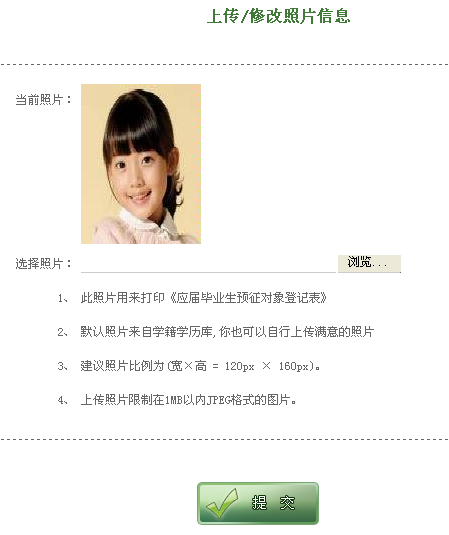 上传/修改照片信息
当前照片：
选择照片：
浏览...
1、 此照片用来打印《应届毕业生预征对象登记表》
2、 默认照片来自学籍学历库,你也可以自行上传满意的照片
3、 建议照片比例为(宽×高 = 120px × 160px)。
4、 上传照片限制在1MB以内JPEG格式的图片。
提 交